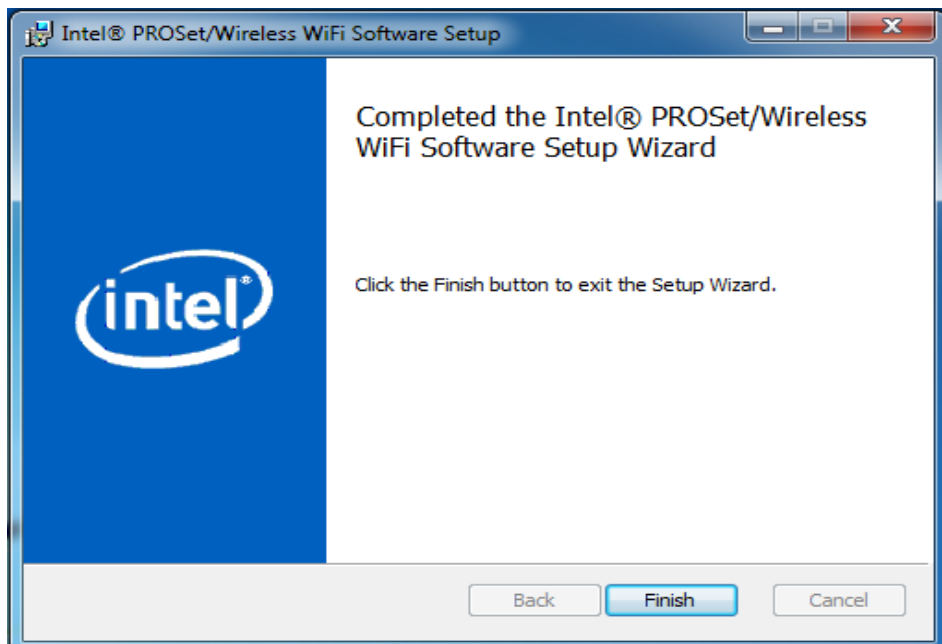 Intel® PROSet/Wireless WiFi Software Setup
Completed the Intel® PROSet/Wireless
WiFi Software Setup Wizard
intel®
Click the Finish button to exit the Setup Wizard.
Back Finish Cancel